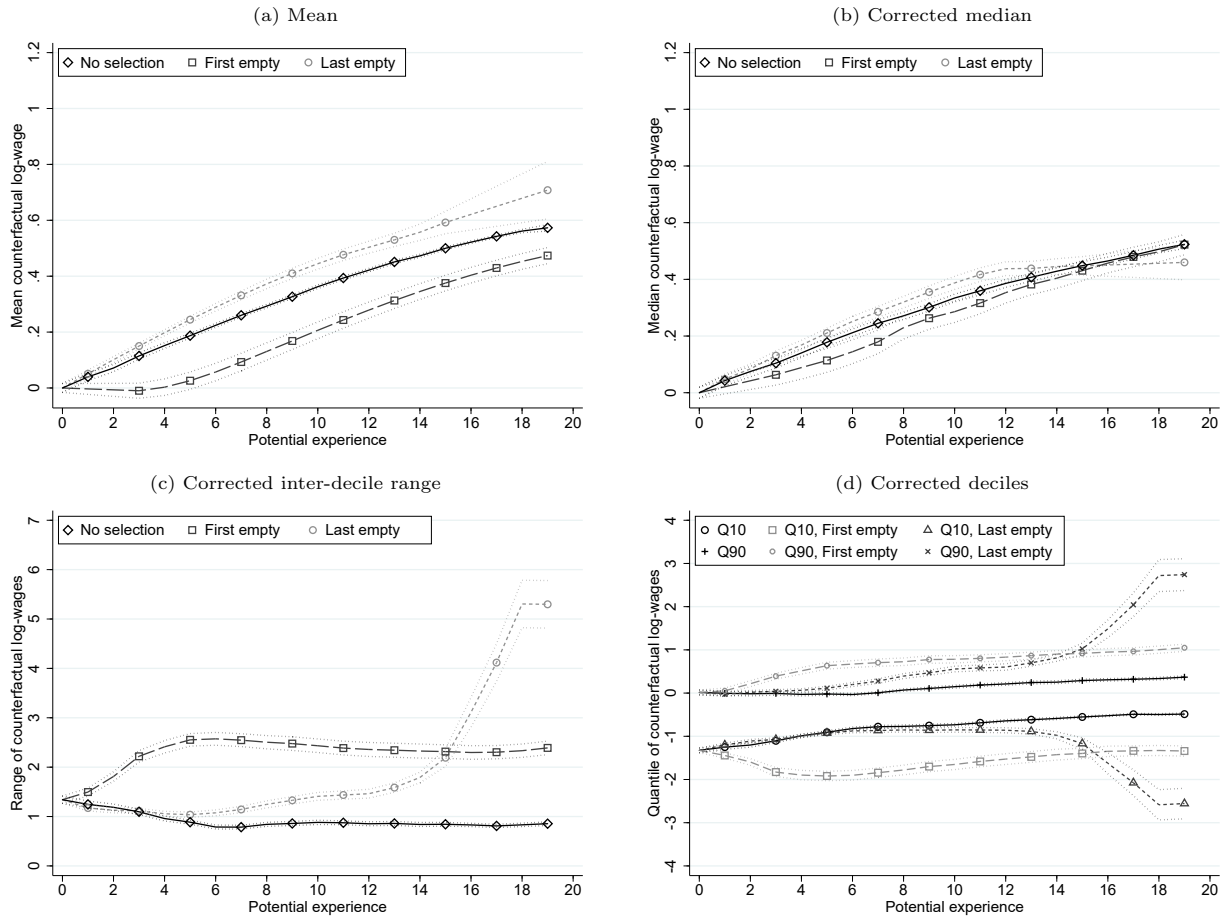 (a) Mean
Mean counterfactual log-wage
0 .2 .4 .6 .8 1 1.2
No selection First empty Last empty
0 2 4 6 8 10 12 14 16 18 20
Potential experience
(b) Corrected median
Median counterfactual log-wage
0 .2 .4 .6 .8 1 1.2
No selection First empty Last empty
0 2 4 6 8 10 12 14 16 18 20
Potential experience
(c) Corrected inter-decile range
Range of counterfactual log-wages
0 1 2 3 4 5 6 7
No selection First empty Last empty
0 2 4 6 8 10 12 14 16 18 20
Potential experience
(d) Corrected deciles
Quantile of counterfactual log-wages
-4 -3 -2 -1 0 1 2 3 4
Q10 Q10, First empty Q10, Last empty
Q90 Q90, First empty Q90, Last empty
0 2 4 6 8 10 12 14 16 18 20
Potential experience